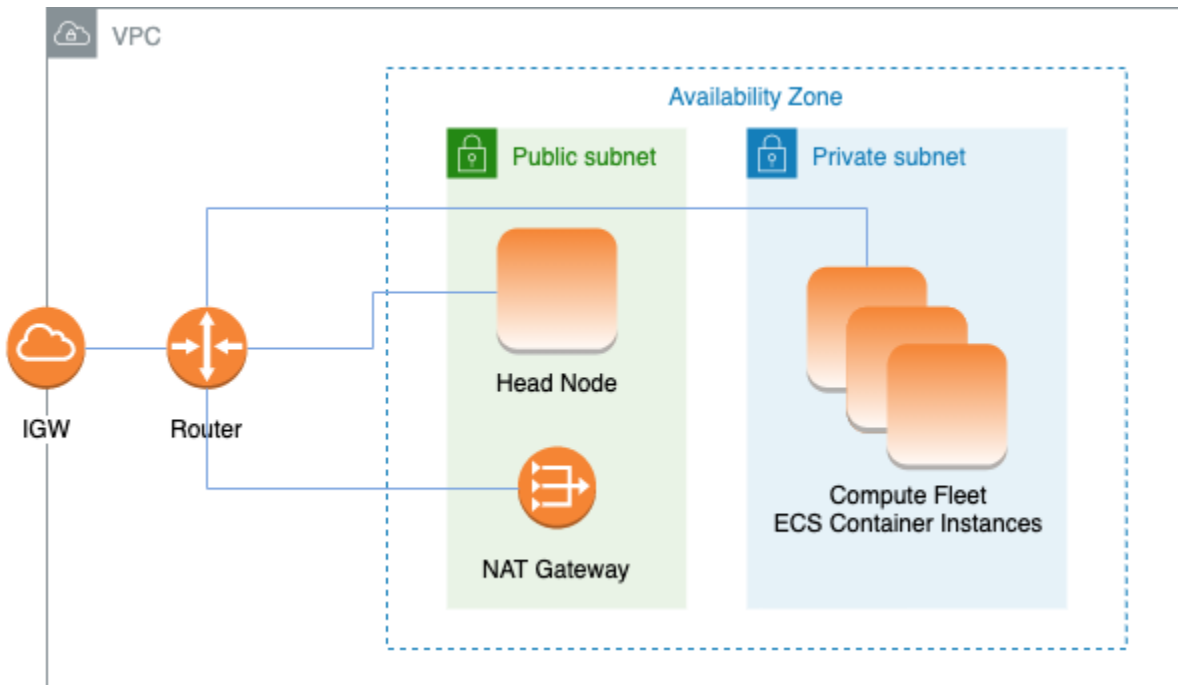 VPC
Availability Zone
Public subnet
Private subnet
Head Node
IGW
Router
Compute Fleet
ECS Container Instances
NAT Gateway